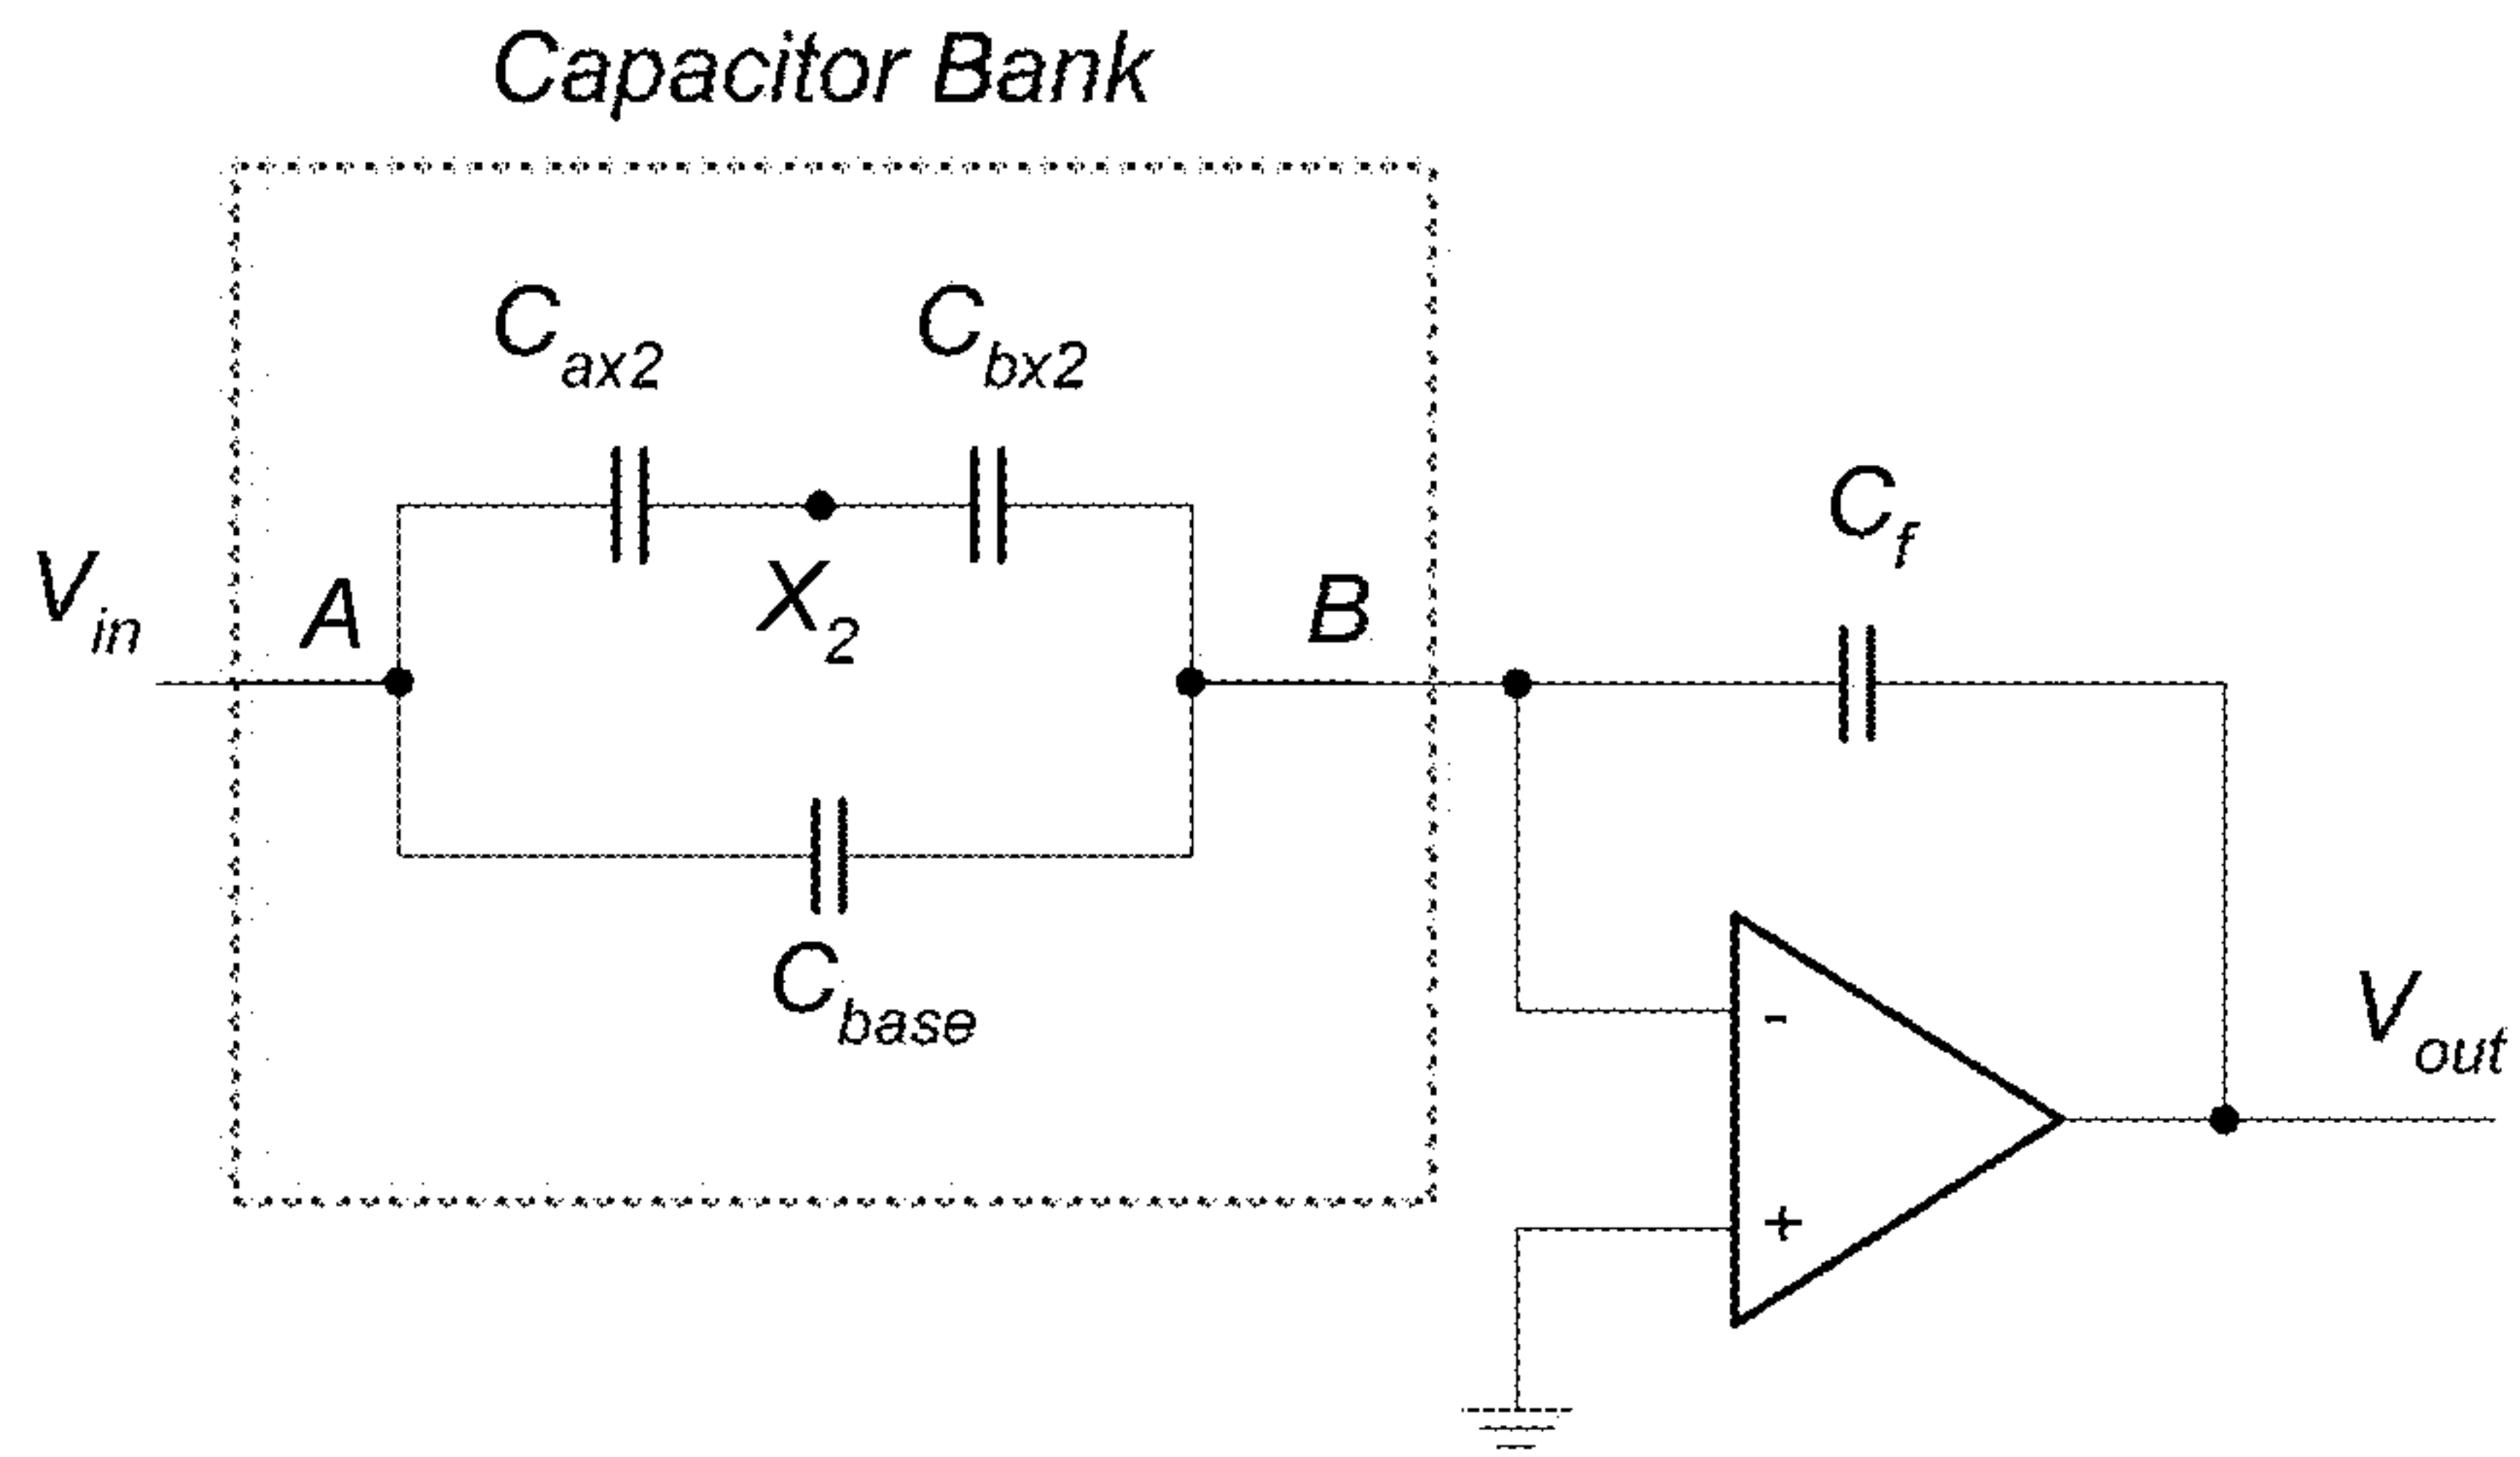 Capacitor Bank
Cax2
Cbx2
Cf
Vin
A
X2
B
Cbase
-
Vout
+